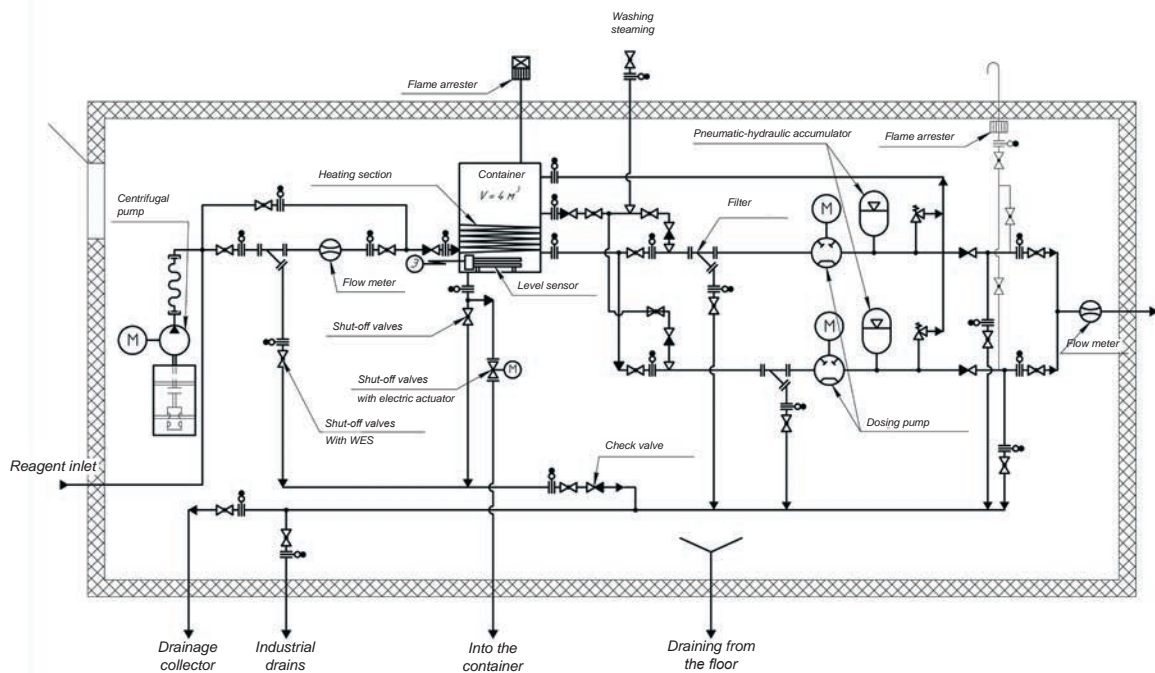 Washing
steaming
Flame arrester
Pneumatic-hydraulic accumulator
Flame arrester
Container
V = 4 м³
Heating section
Centrifugal
pump
Filter
M
M
З
Flow meter
Level sensor
Shut-off valves
M
M
Flow meter
Shut-off valves
with electric actuator
M
Shut-off valves
With WES
Dosing pump
Check valve
Reagent inlet
Drainage
collector
Industrial
drains
Into the
container
Draining from
the floor